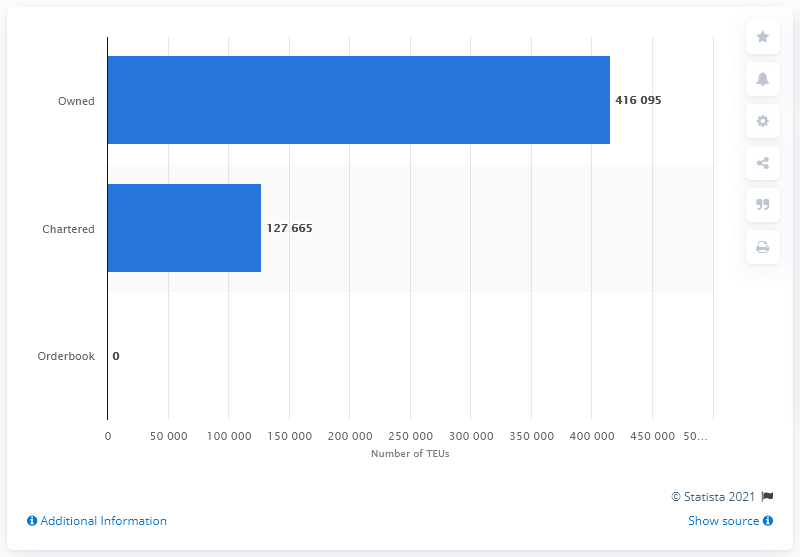 Owned
416 095
Chartered
127 665
Orderbook
0
0 50 000 100 000 150 000 200 000 250 000 300 000 350 000 400 000 450 000 50…
Number of TEUs
© Statista 2021
Additional Information
Show source